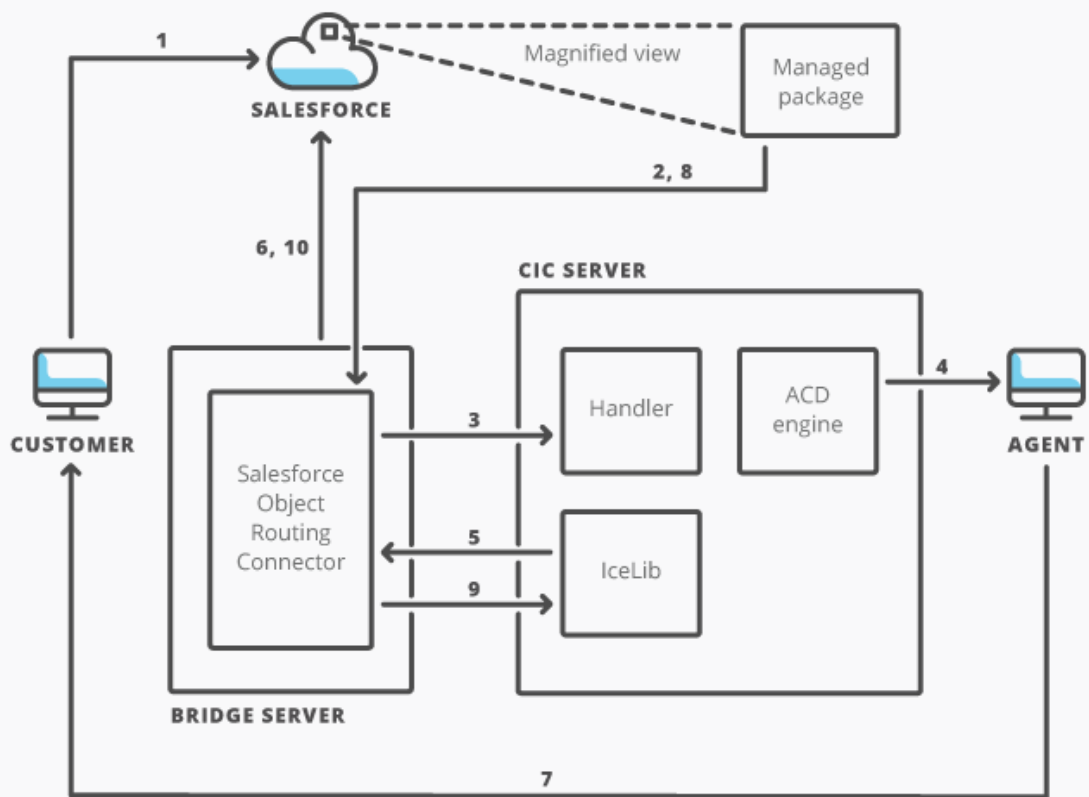 1
Magnified view
Managed
package
SALESFORCE
2, 8
6, 10
CIC SERVER
Handler
ACD
engine
4
CUSTOMER
3
AGENT
Salesforce
Object
Routing
Connector
5
IceLib
9
BRIDGE SERVER
7